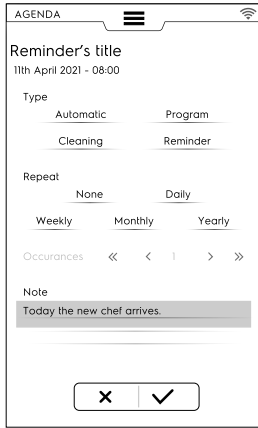 AGENDA
Reminder's title
11th April 2021 - 08:00
Type
Automatic Program
Cleaning Reminder
Repeat
None Daily
Weekly Monthly Yearly
Occurances « < 1 > »
Note
Today the new chef arrives.